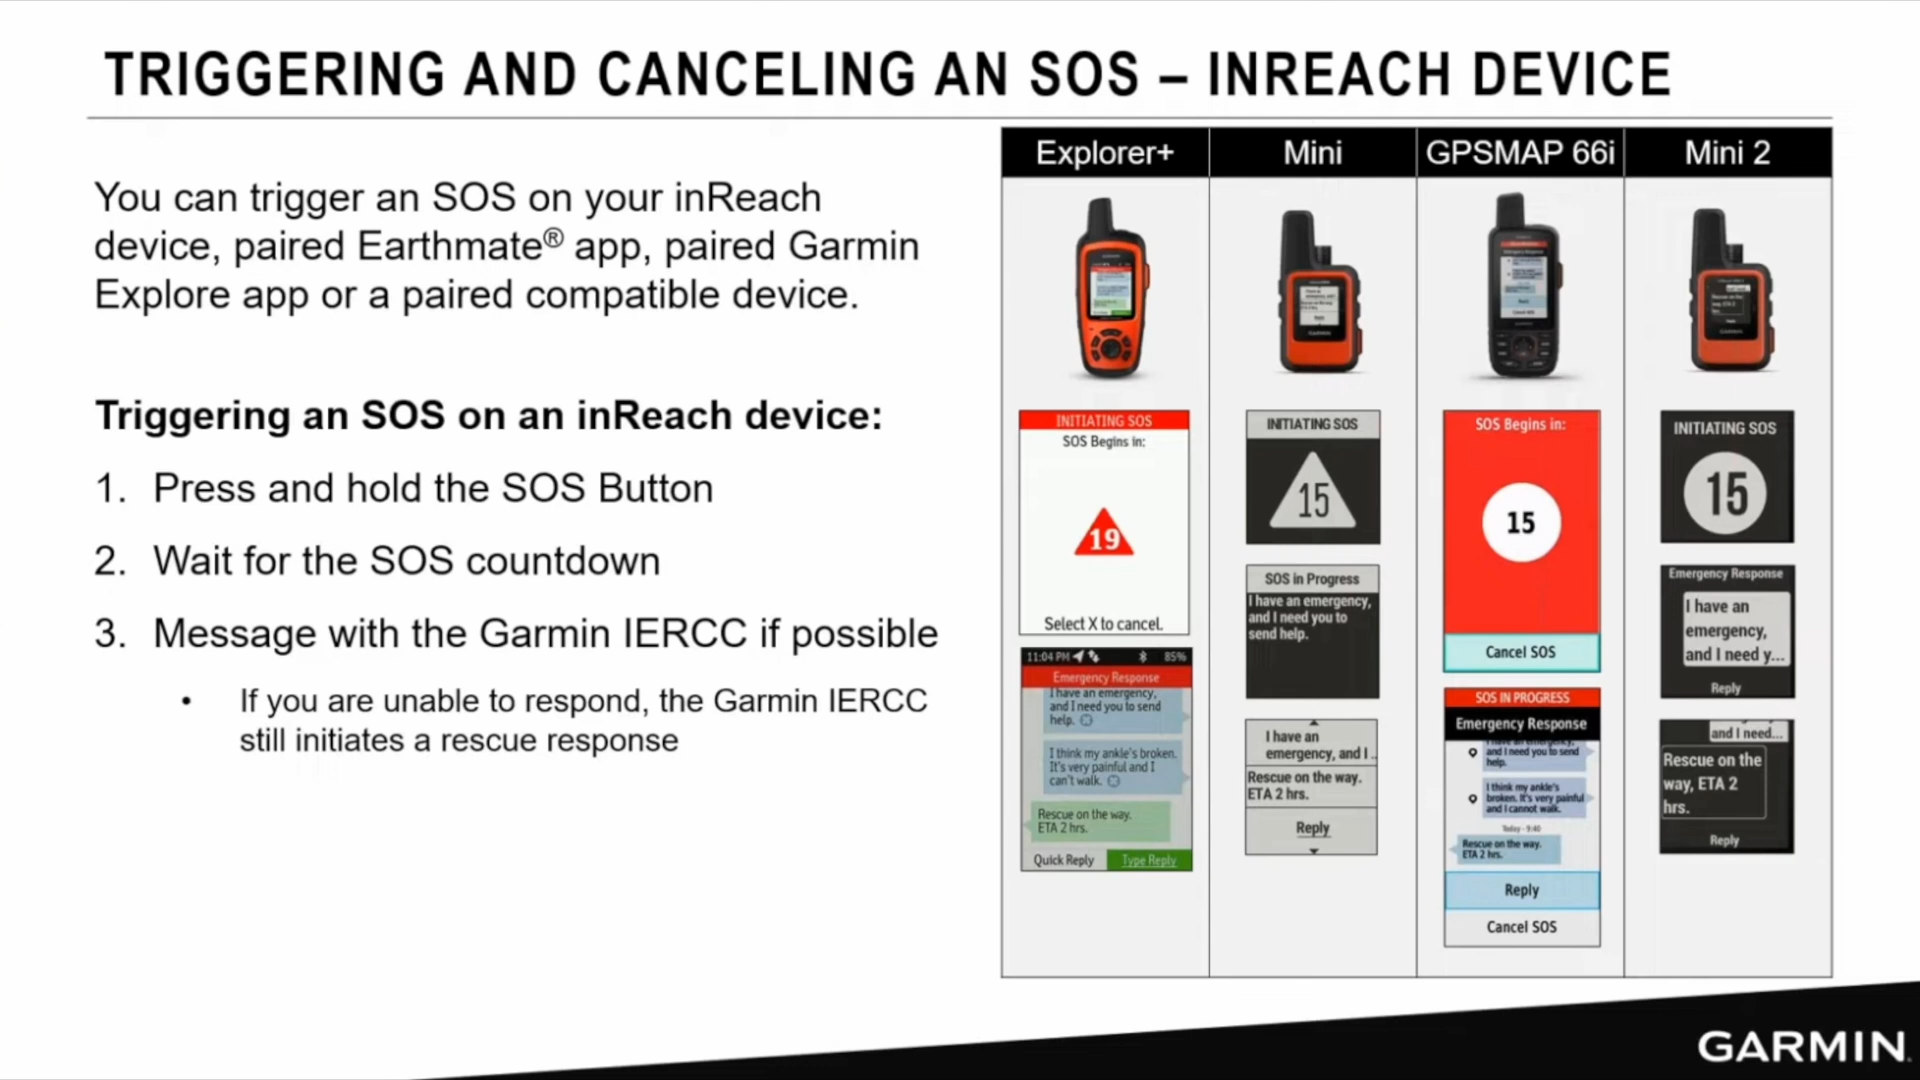 TRIGGERING AND CANCELING AN SOS – INREACH DEVICE
You can trigger an SOS on your inReach
device, paired Earthmate® app, paired Garmin
Explore app or a paired compatible device.
Triggering an SOS on an inReach device:
1. Press and hold the SOS Button
2. Wait for the SOS countdown
3. Message with the Garmin IERCC if possible
• If you are unable to respond, the Garmin IERCC
still initiates a rescue response
Explorer+
INITIATING SOS
SOS Begins in:
19
Select X to cancel.
11:04 PM
85%
Emergency Response
I have an emergency,
and I need you to send
help.
I think my ankle's broken.
It's very painful and I
can't walk.
Rescue on the way.
ETA 2 hrs.
Quick Reply
Type Reply
Mini
INITIATING SOS
15
SOS in Progress
I have an emergency,
and I need you to
send help.
I have an
emergency, and I...
Rescue on the way.
ETA 2 hrs.
Reply
GPSMAP 66i
SOS Begins in:
15
Cancel SOS
SOS IN PROGRESS
Emergency Response
I have an emergency,
and I need you to send
help.
I think my ankle's
broken. It's very painful
and I cannot walk.
Today - 9:40
Rescue on the way.
ETA 2 hrs.
Reply
Cancel SOS
Mini 2
INITIATING SOS
15
Emergency Response
I have an
emergency,
and I need y...
Reply
and I need...
Rescue on the
way, ETA 2
hrs.
Reply
GARMIN